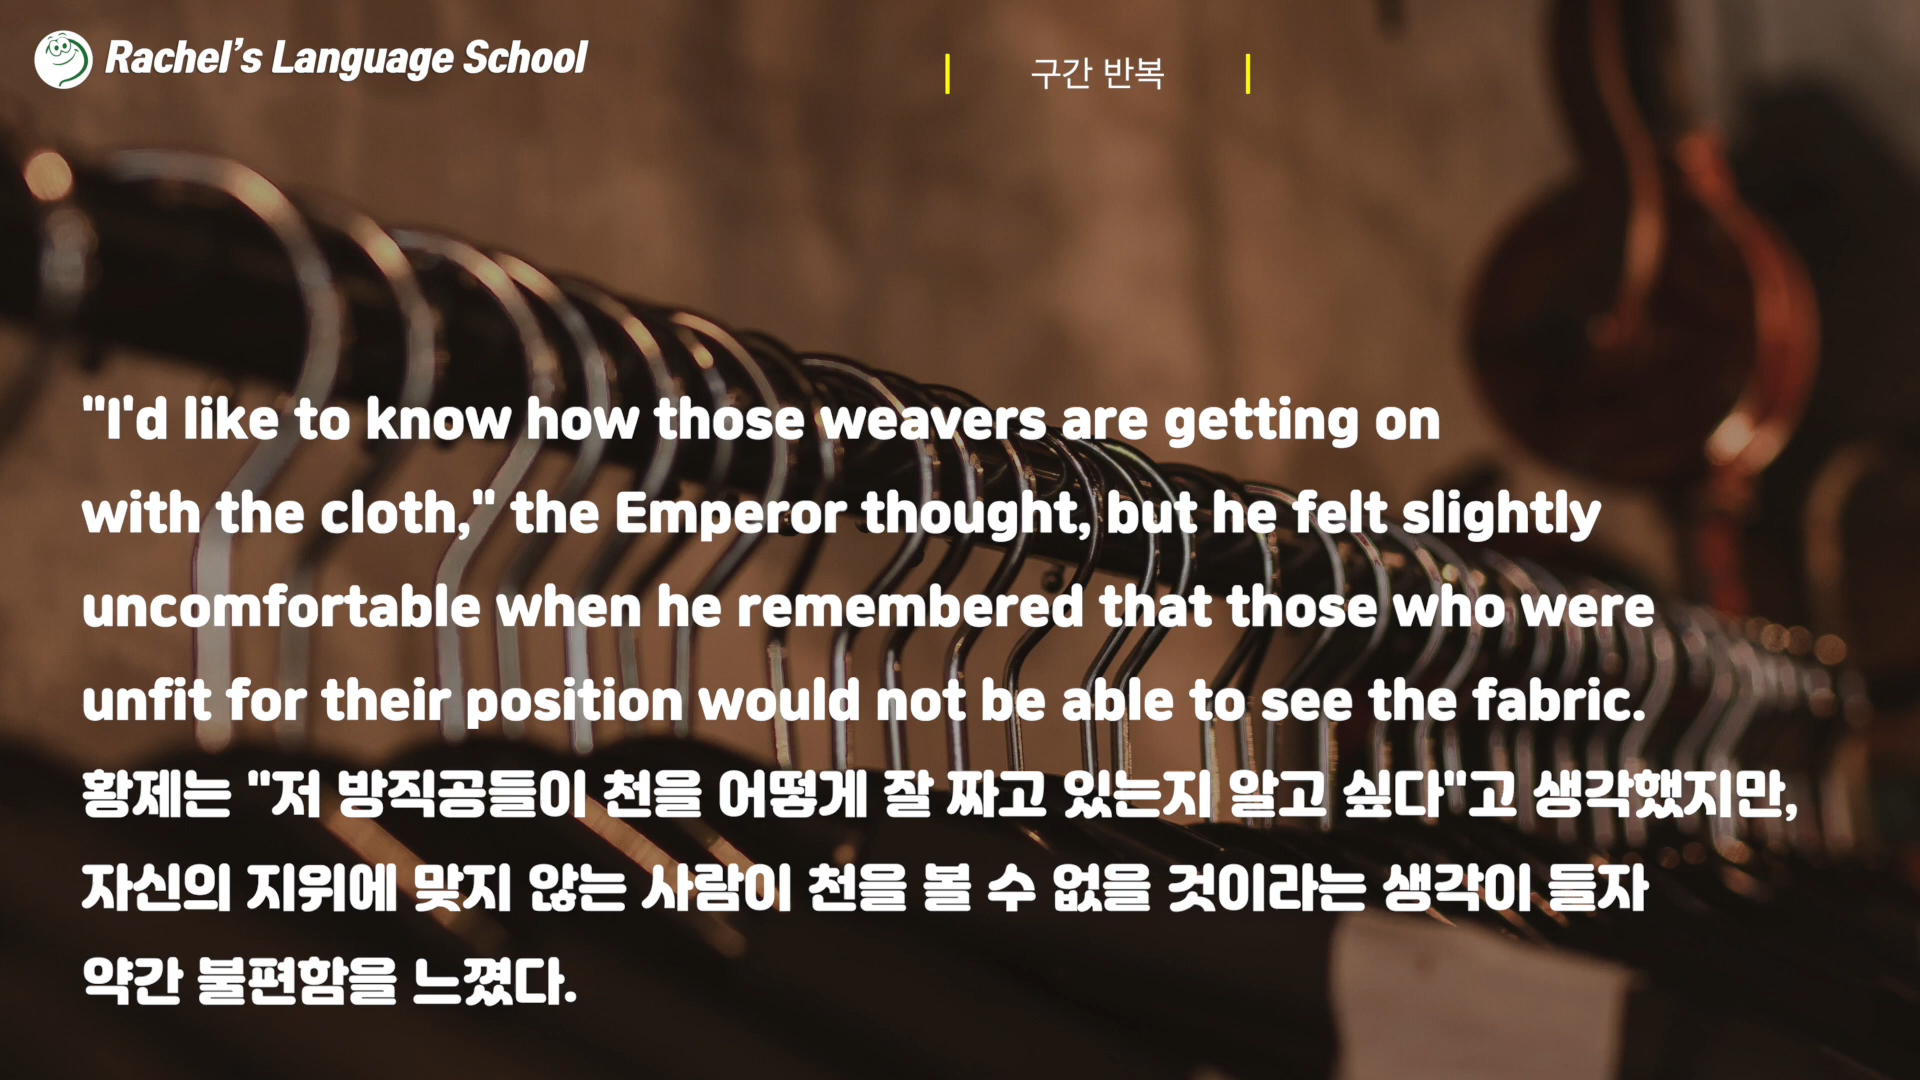 Rachel's Language School
구간 반복
"I'd like to know how those weavers are getting on
with the cloth," the Emperor thought, but he felt slightly
uncomfortable when he remembered that those who were
unfit for their position would not be able to see the fabric.
황제는 "저 방직공들이 천을 어떻게 잘 짜고 있는지 알고 싶다"고 생각했지만,
자신의 지위에 맞지 않는 사람이 천을 볼 수 없을 것이라는 생각이 들자
약간 불편함을 느꼈다.